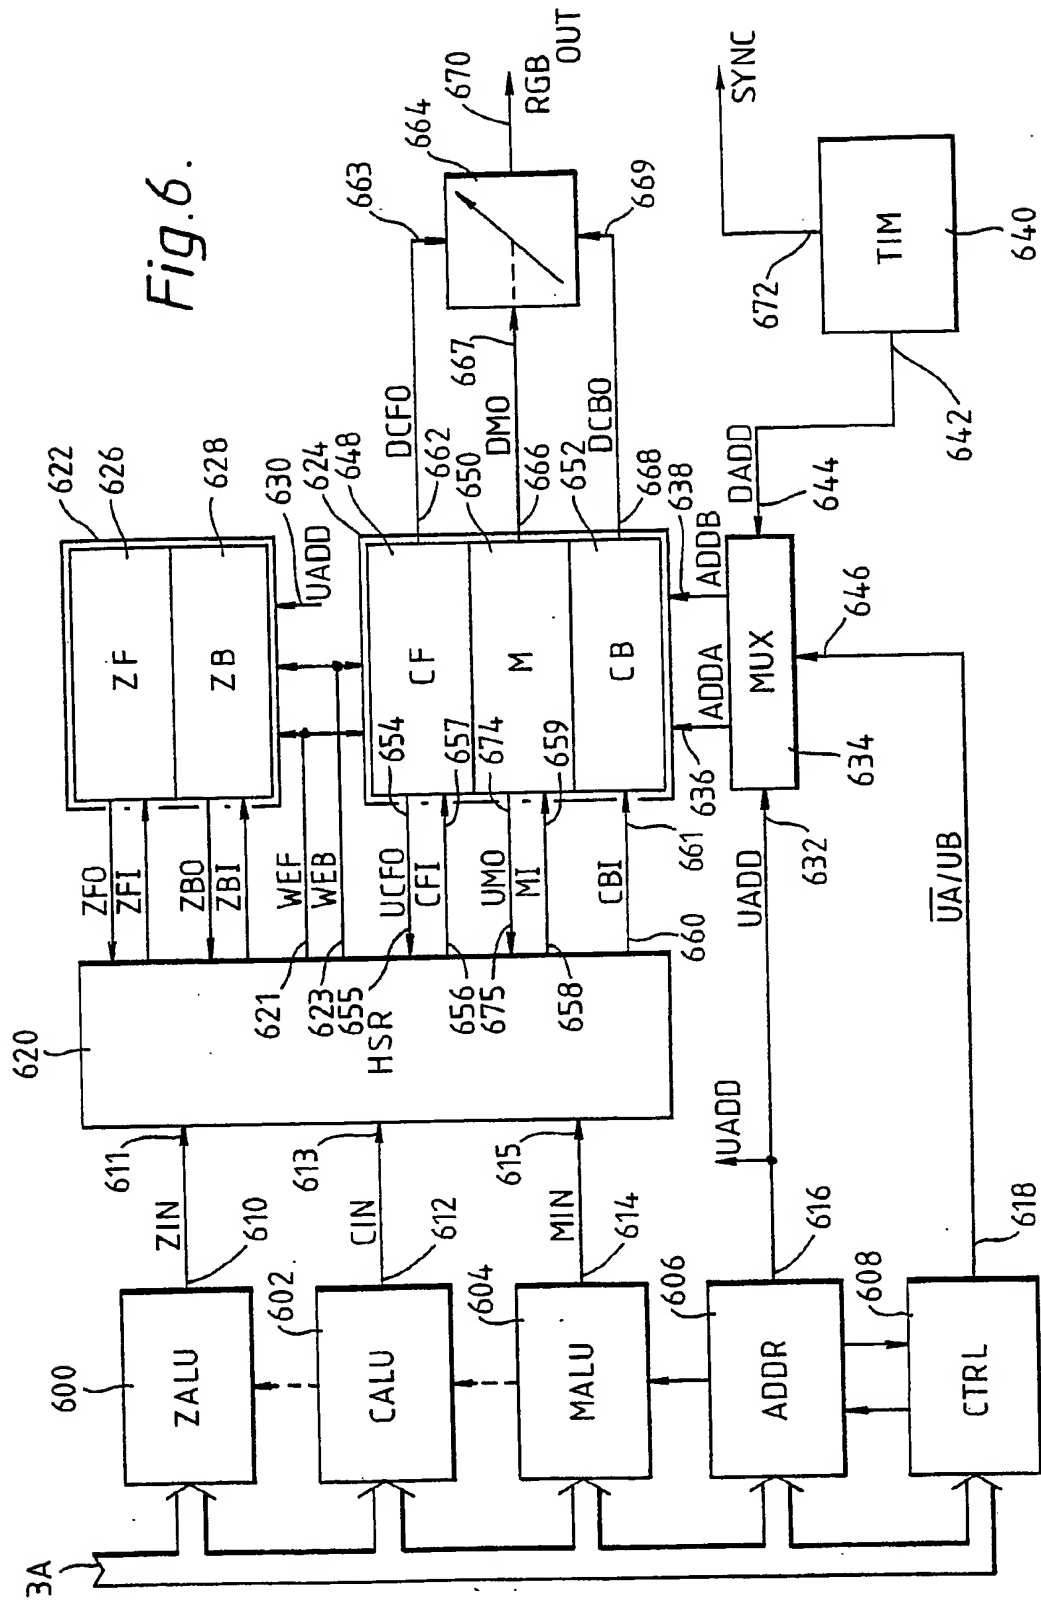 Fig.6.
3A
600
ZALU
ZIN
610
611
602
CALU
CIN
612
613
604
MALU
MIN
614
615
606
ADDR
616
UADD
608
CTRL
618
UA/UB
620
HSR
ZFO
ZFI
ZBO
ZBI
WEF
WEB
621
623
UCFO
655
654
CFI
656
657
UMO
675
674
MI
658
659
CBI
660
661
622
626
ZF
628
ZB
630
UADD
624
648
CF
650
M
652
CB
DCFO
662
663
DMO
666
667
DCBO
668
669
664
670
RGB
OUT
UADD
632
634
MUX
636
ADDA
638
ADDB
646
DADD
644
642
TIM
640
672
SYNC